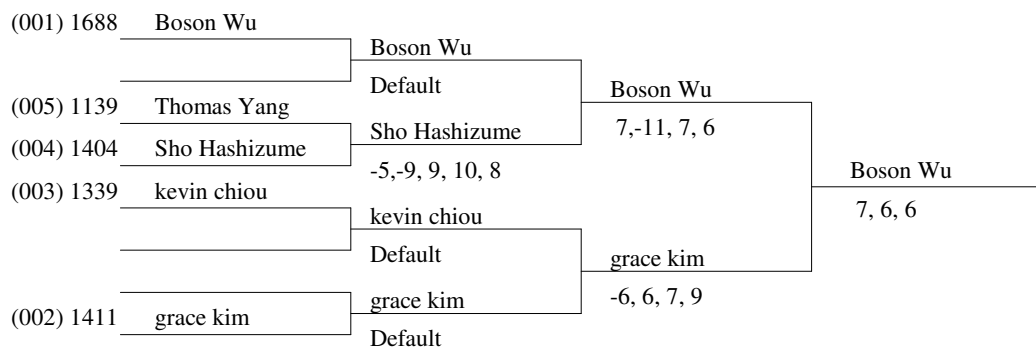 (001) 1688 Boson Wu
Boson Wu
Default
(005) 1139 Thomas Yang
Boson Wu
7,-11, 7, 6
Sho Hashizume
(004) 1404 Sho Hashizume
-5,-9, 9, 10, 8
Boson Wu
7, 6, 6
(003) 1339 kevin chiou
kevin chiou
Default
grace kim
-6, 6, 7, 9
grace kim
(002) 1411 grace kim
Default